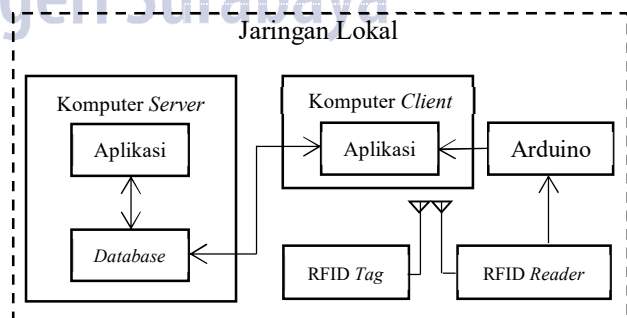 Jaringan Lokal
Komputer Server
Aplikasi
Database
Komputer Client
Aplikasi
Arduino
RFID Tag
RFID Reader